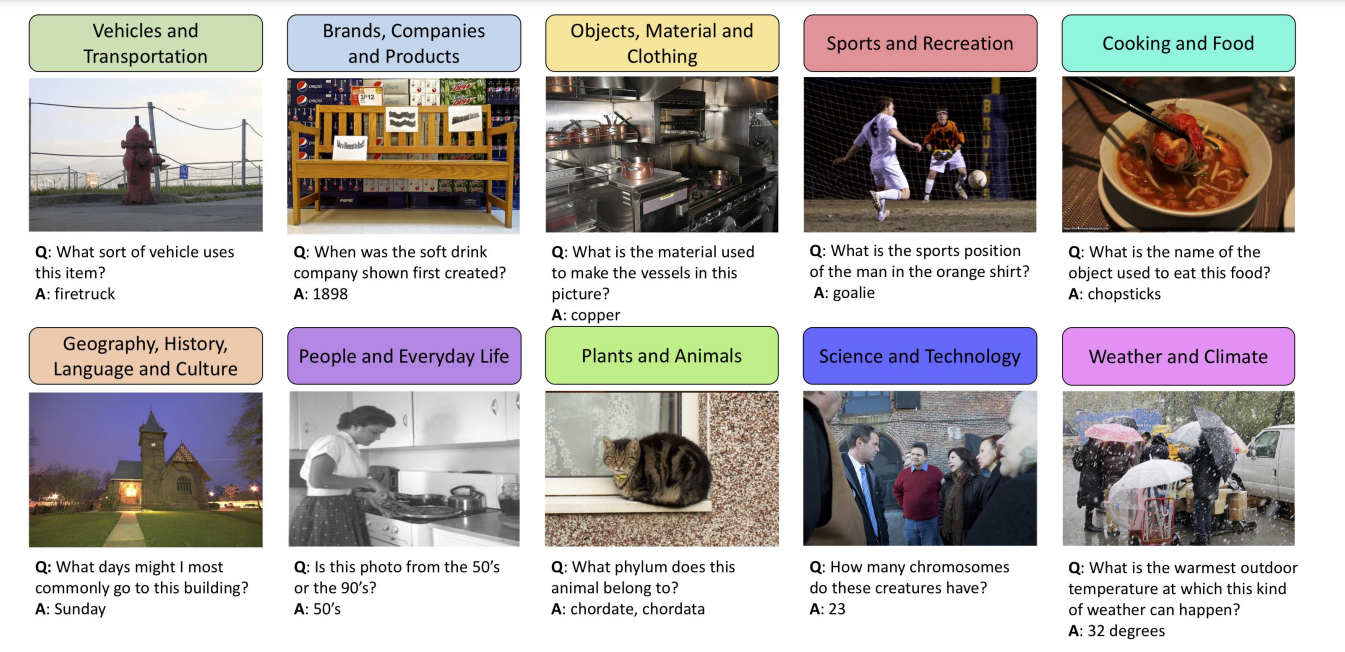 Vehicles and
Transportation
Brands, Companies
and Products
Objects, Material and
Clothing
Sports and Recreation
Cooking and Food
pepsi
pepsi
Q: What sort of vehicle uses
this item?
A: firetruck
Q: When was the soft drink
company shown first created?
A: 1898
Q: What is the material used
to make the vessels in this
picture?
A: copper
Q: What is the sports position
of the man in the orange shirt?
A: goalie
Q: What is the name of the
object used to eat this food?
A: chopsticks
Geography, History,
Language and Culture
People and Everyday Life
Plants and Animals
Science and Technology
Weather and Climate
Q: What days might I most
commonly go to this building?
A: Sunday
Q: Is this photo from the 50’s
or the 90’s?
A: 50’s
Q: What phylum does this
animal belong to?
A: chordate, chordata
Q: How many chromosomes
do these creatures have?
A: 23
Q: What is the warmest outdoor
temperature at which this kind
of weather can happen?
A: 32 degrees